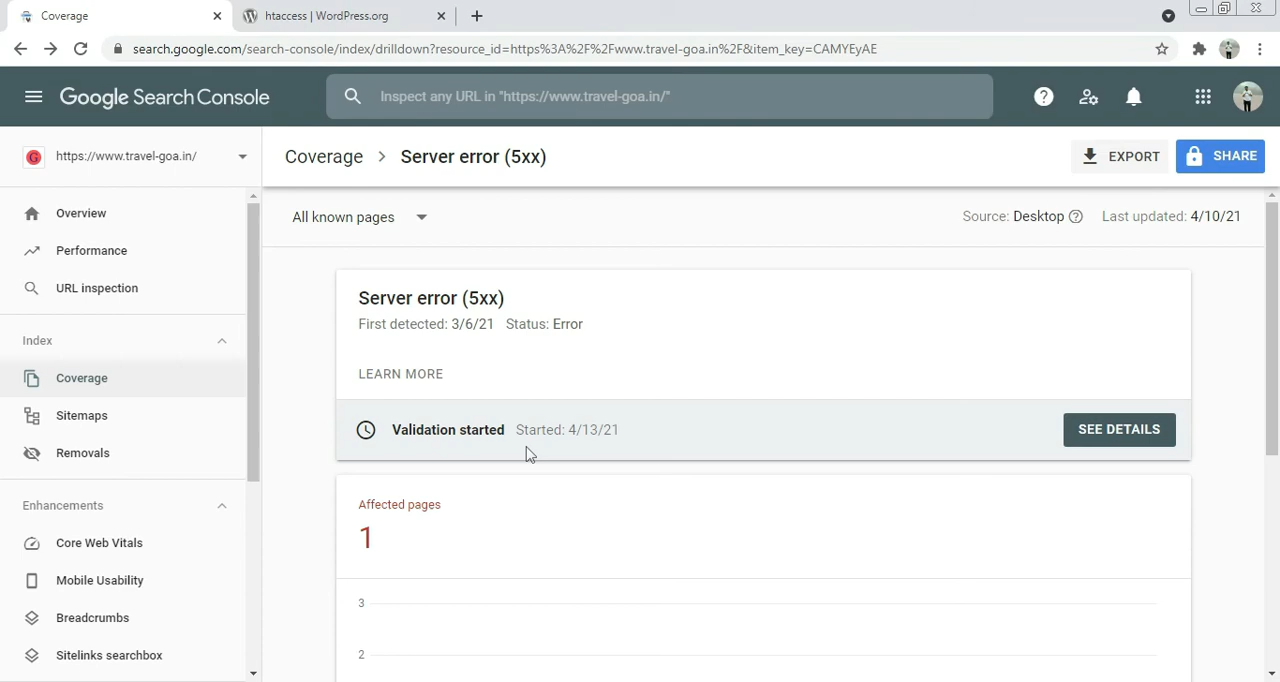 Coverage
htaccess | WordPress.org
search.google.com/search-console/index/drilldown?resource_id=https%3A%2F%2Fwww.travel-goa.in%2F&item_key=CAMYEyAE
Google Search Console
Inspect any URL in "https://www.travel-goa.in/"
G
https://www.travel-goa.in/
Coverage > Server error (5xx)
EXPORT
SHARE
Overview
Performance
URL inspection
Index
Coverage
Sitemaps
Removals
Enhancements
Core Web Vitals
Mobile Usability
Breadcrumbs
Sitelinks searchbox
All known pages
Source: Desktop
Last updated: 4/10/21
Server error (5xx)
First detected: 3/6/21 Status: Error
LEARN MORE
Validation started Started: 4/13/21
SEE DETAILS
Affected pages
1
3
2